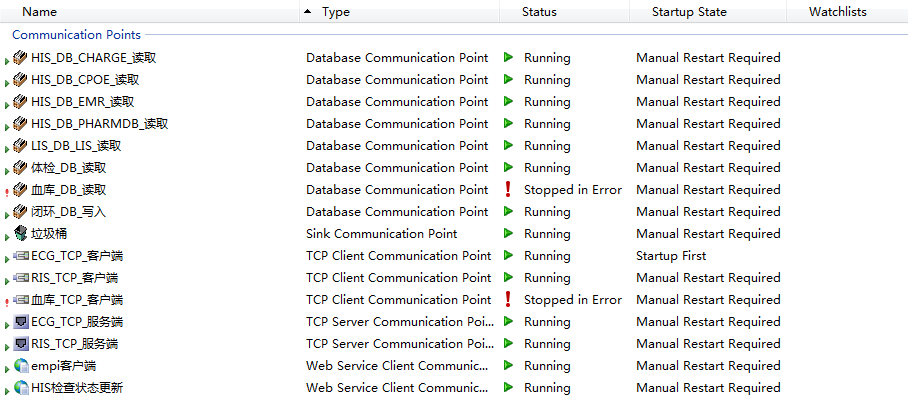 Name Type Status Startup State Watchlists
Communication Points
HIS_DB_CHARGE_读取 Database Communication Point Running Manual Restart Required
HIS_DB_CPOE_读取 Database Communication Point Running Manual Restart Required
HIS_DB_EMR_读取 Database Communication Point Running Manual Restart Required
HIS_DB_PHARMDB_读取 Database Communication Point Running Manual Restart Required
LIS_DB_LIS_读取 Database Communication Point Running Manual Restart Required
体检_DB_读取 Database Communication Point Running Manual Restart Required
血库_DB_读取 Database Communication Point Stopped in Error Manual Restart Required
闭环_DB_写入 Database Communication Point Running Manual Restart Required
垃圾桶 Sink Communication Point Running Manual Restart Required
ECG_TCP_客户端 TCP Client Communication Point Running Startup First
RIS_TCP_客户端 TCP Client Communication Point Running Manual Restart Required
血库_TCP_客户端 TCP Client Communication Point Stopped in Error Manual Restart Required
ECG_TCP_服务端 TCP Server Communication Poi... Running Manual Restart Required
RIS_TCP_服务端 TCP Server Communication Poi... Running Manual Restart Required
empi客户端 Web Service Client Communic... Running Manual Restart Required
HIS检查状态更新 Web Service Client Communic... Running Manual Restart Required